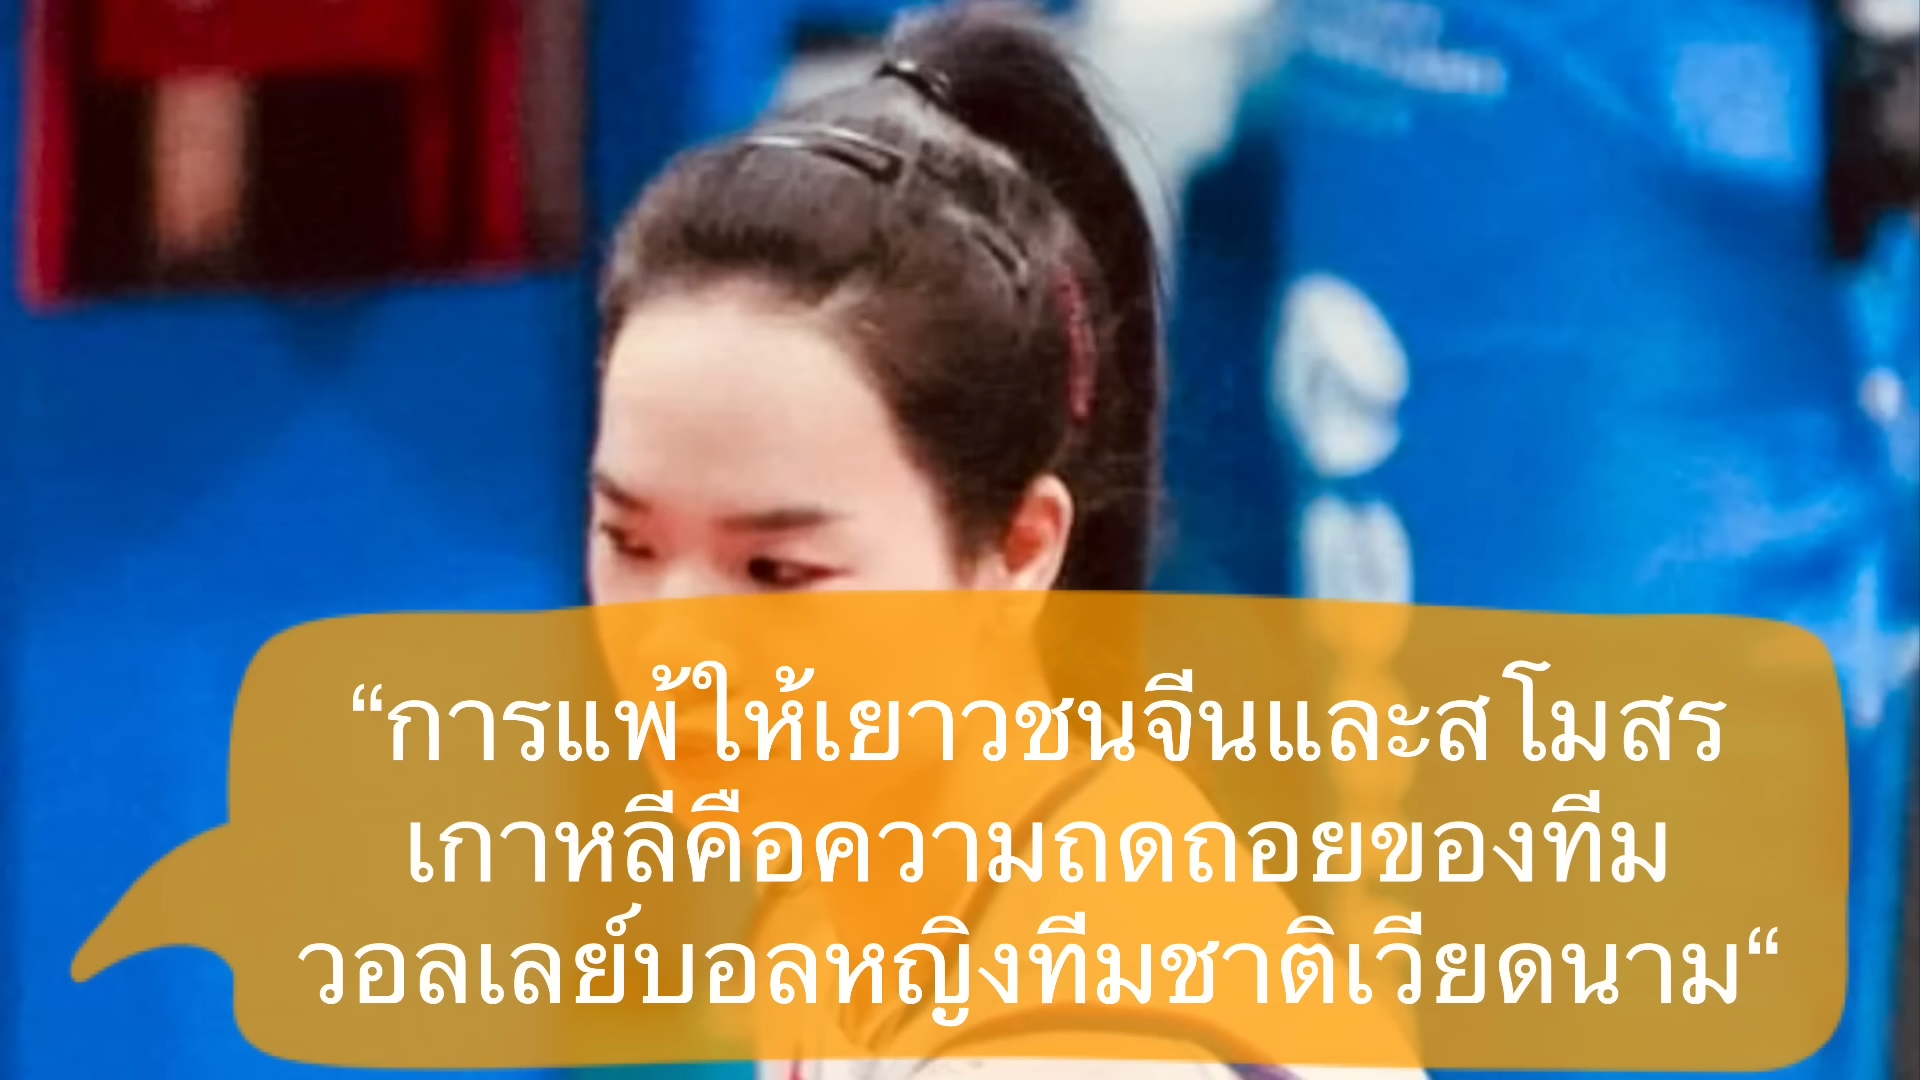 “การแพ้ให้เยาวชนจีนและสโมสร
เกาหลีคือความถดถอยของทีม
วอลเลย์บอลหญิงทีมชาติเวียดนาม“